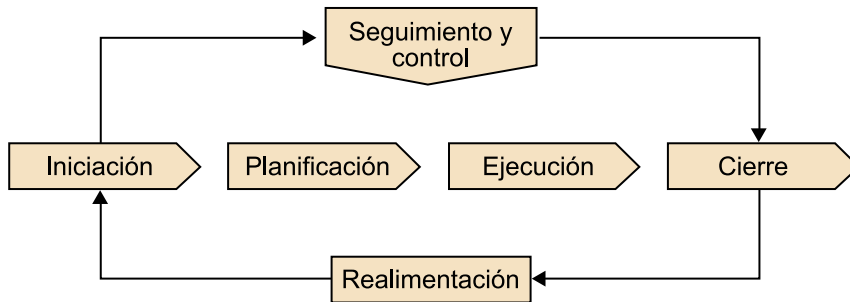 Seguimiento y
control
Iniciación
Planificación
Ejecución
Cierre
Realimentación